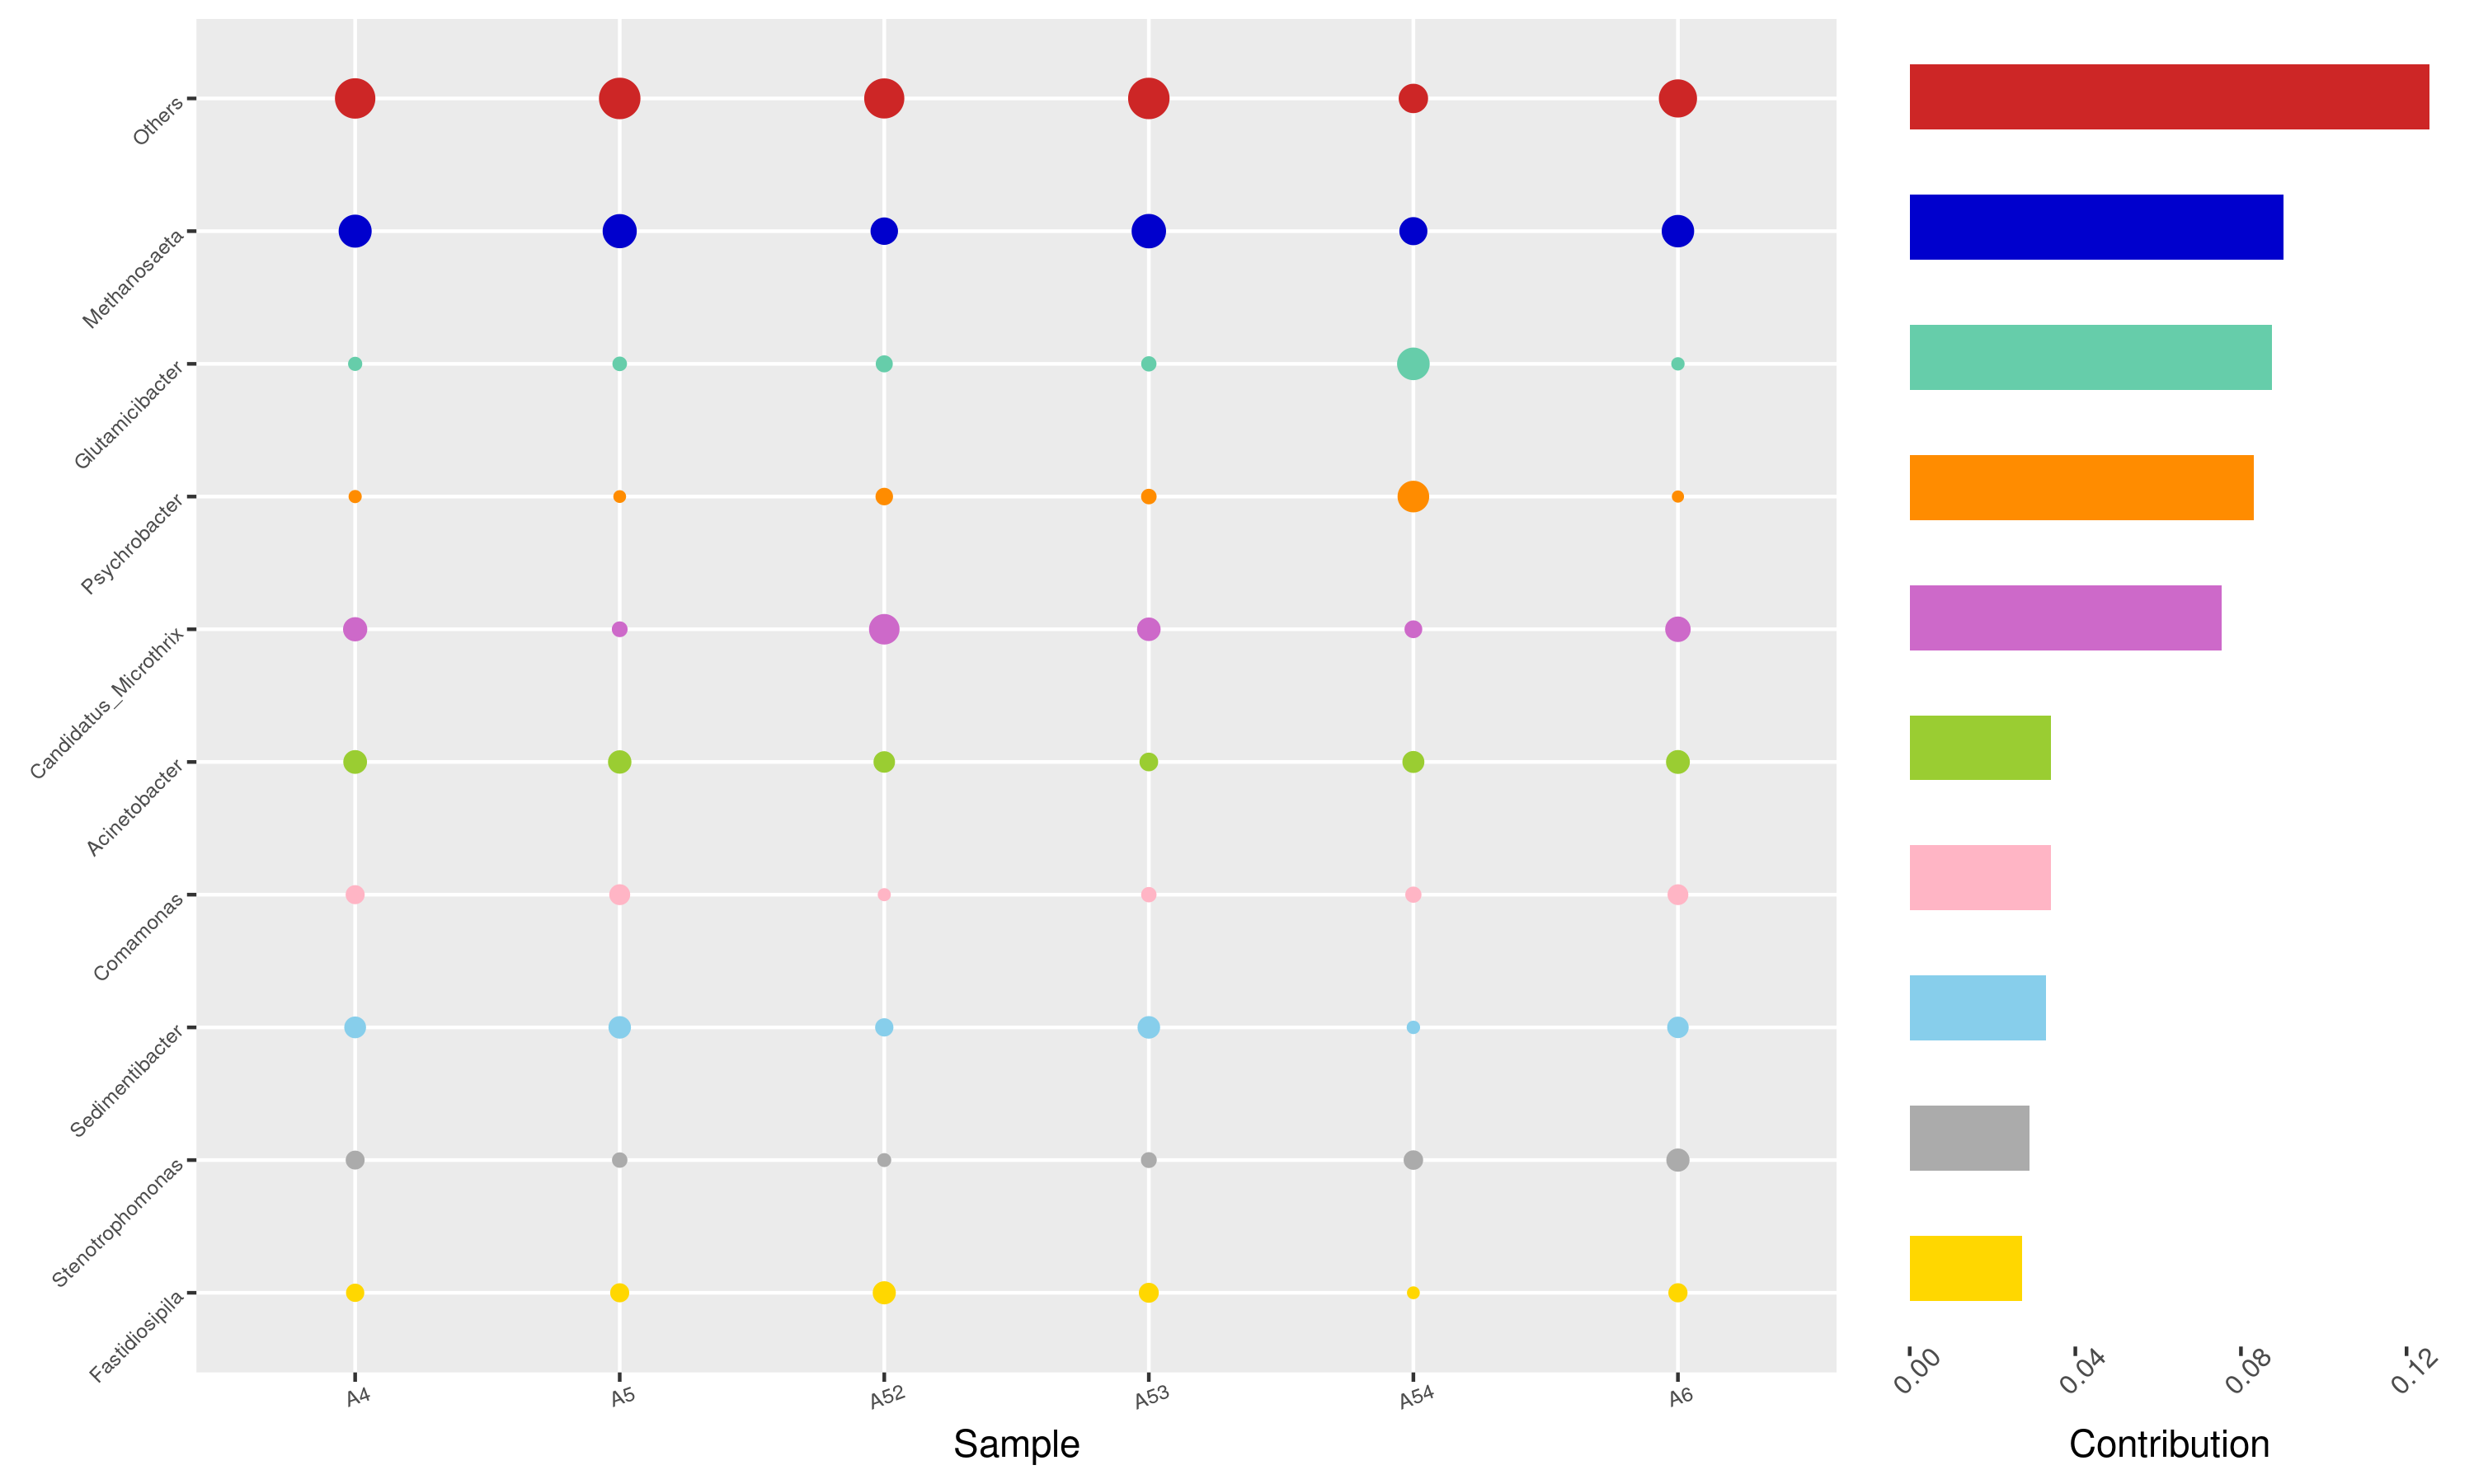 Others
Methanosaeta
Glutamicibacter
Psychrobacter
Candidatus_Microthrix
Acinetobacter
Comamonas
Sedimentibacter
Stenotrophomonas
Fastidiosipila
A4 A5 A52 A53 A54 A6
Sample
0.00 0.04 0.08 0.12
Contribution